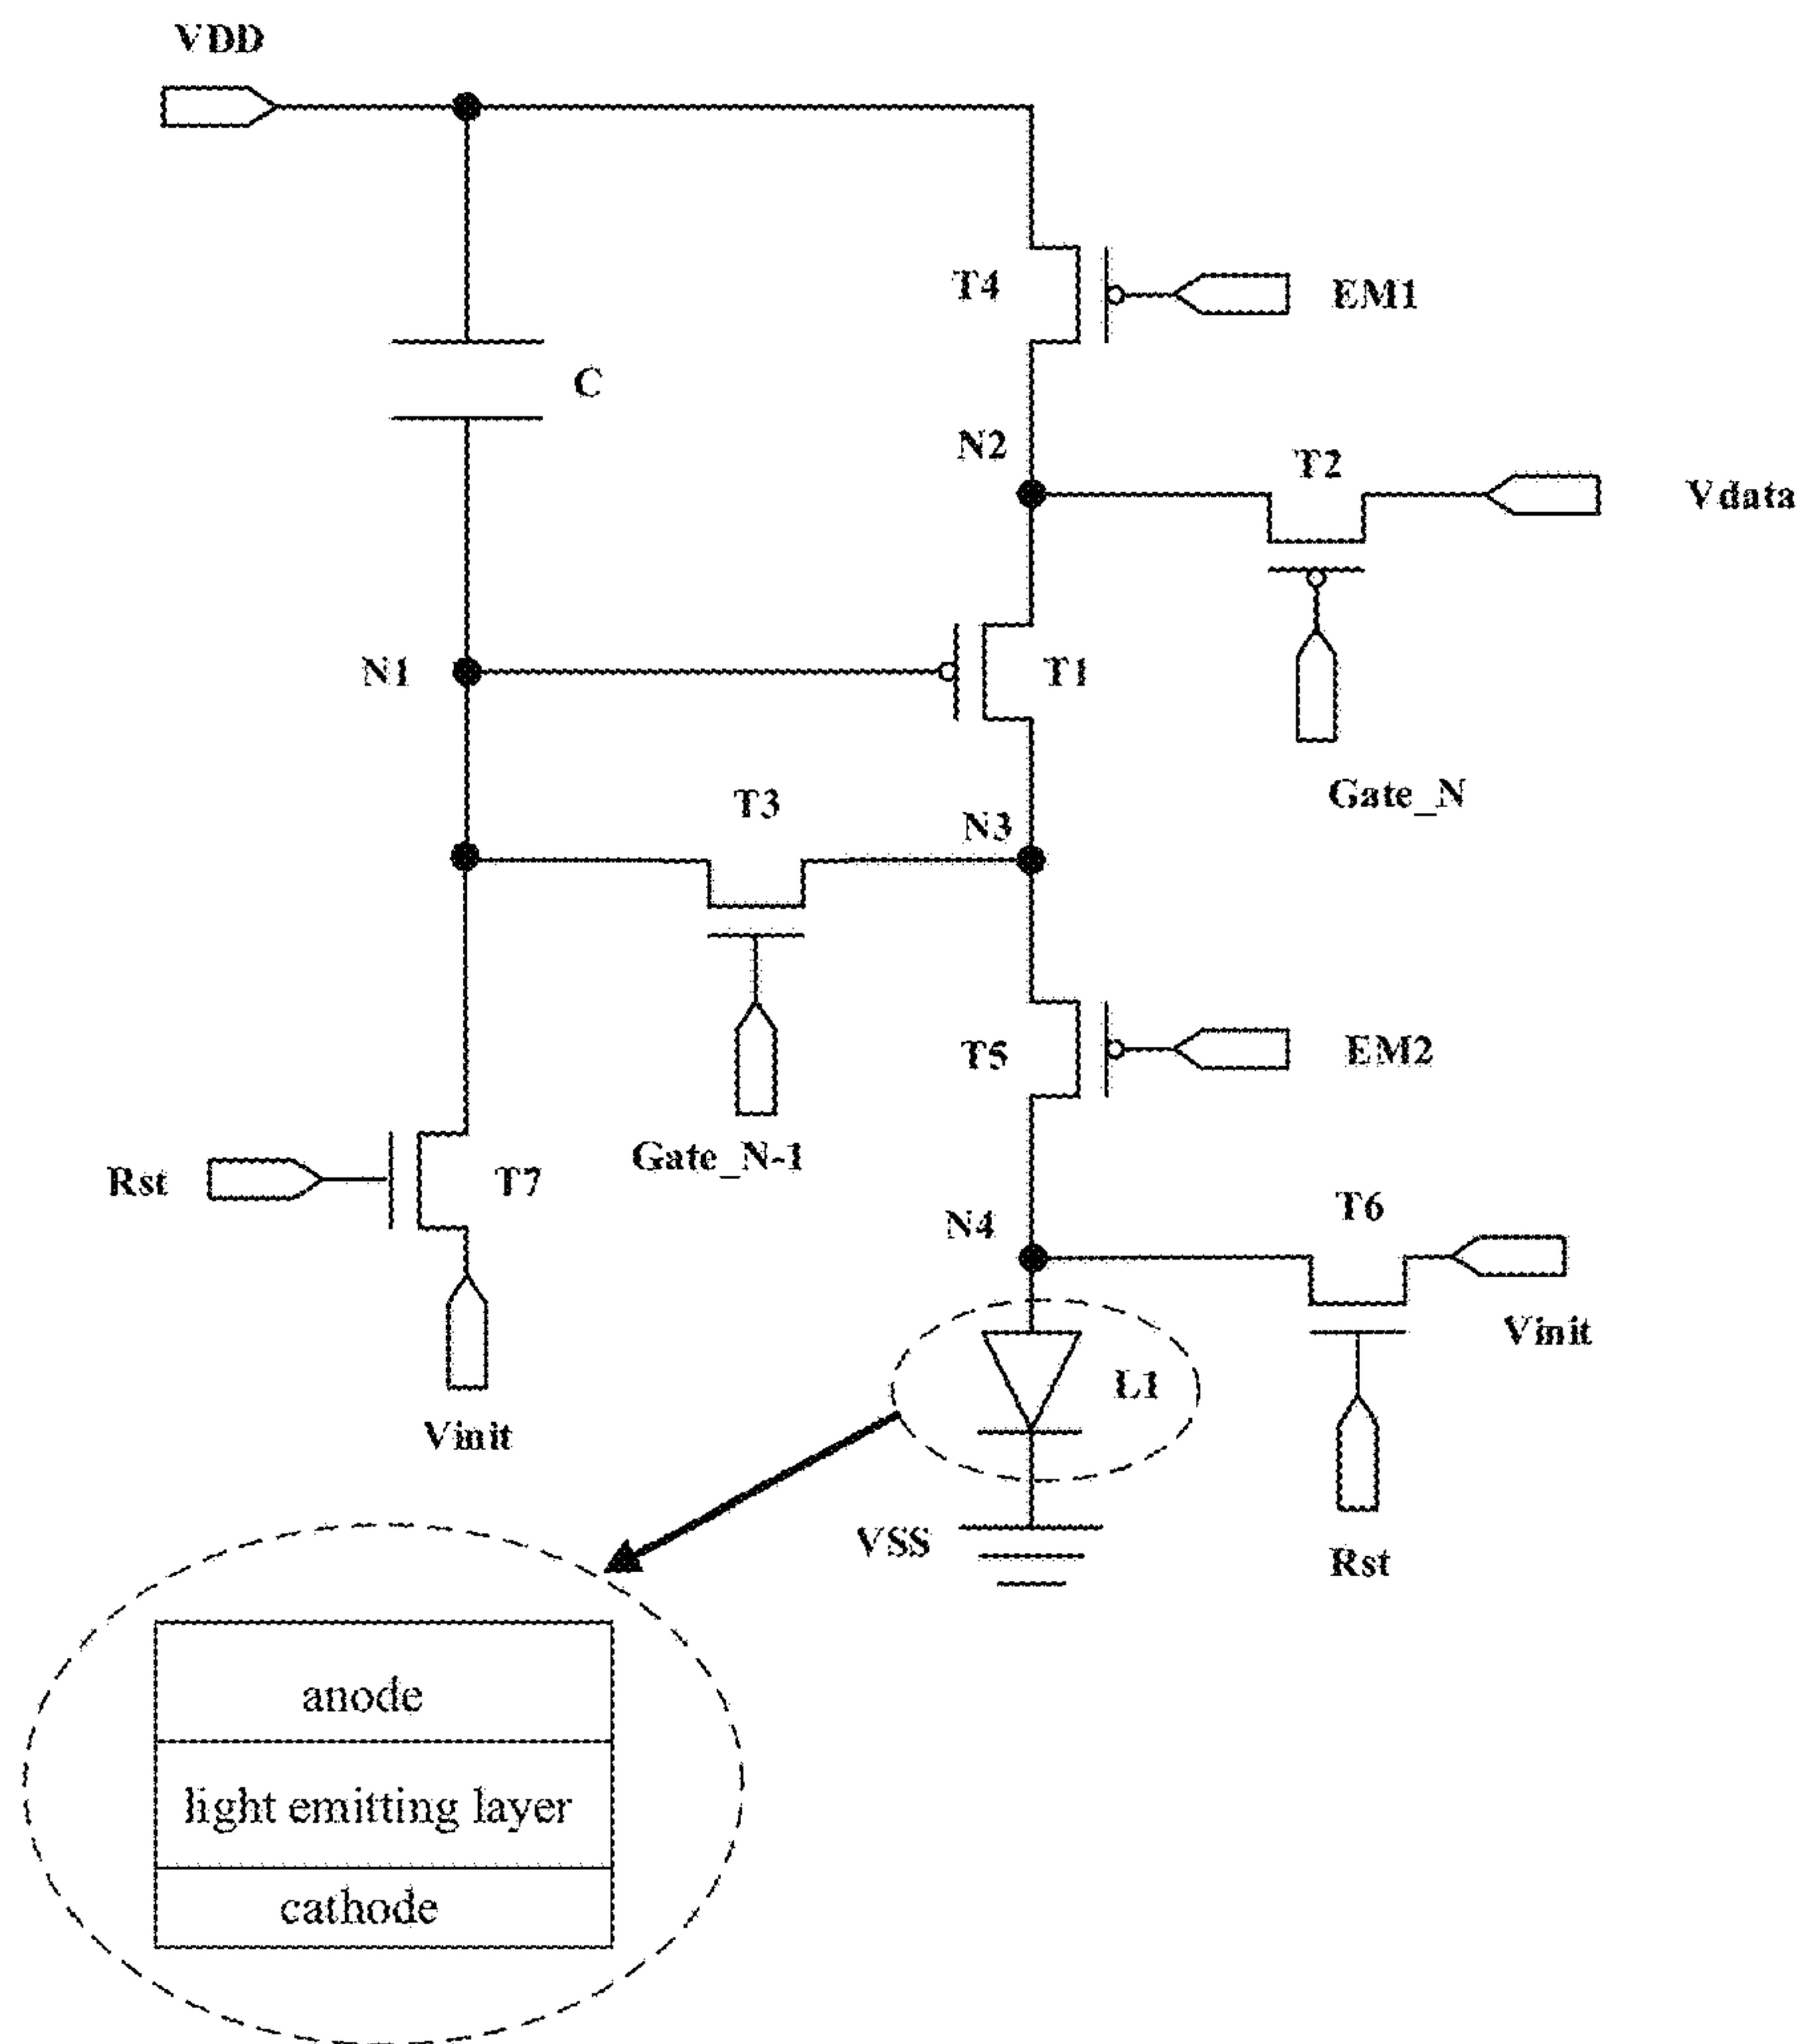 VDD
T4
EM1
C
N2
T2
Vdata
N1
T1
Gate_N
T3
N3
T5
EM2
Gate_N-1
Rst
T7
N4
T6
Vinit
L1
Vinit
VSS
Rst
anode
light emitting layer
cathode